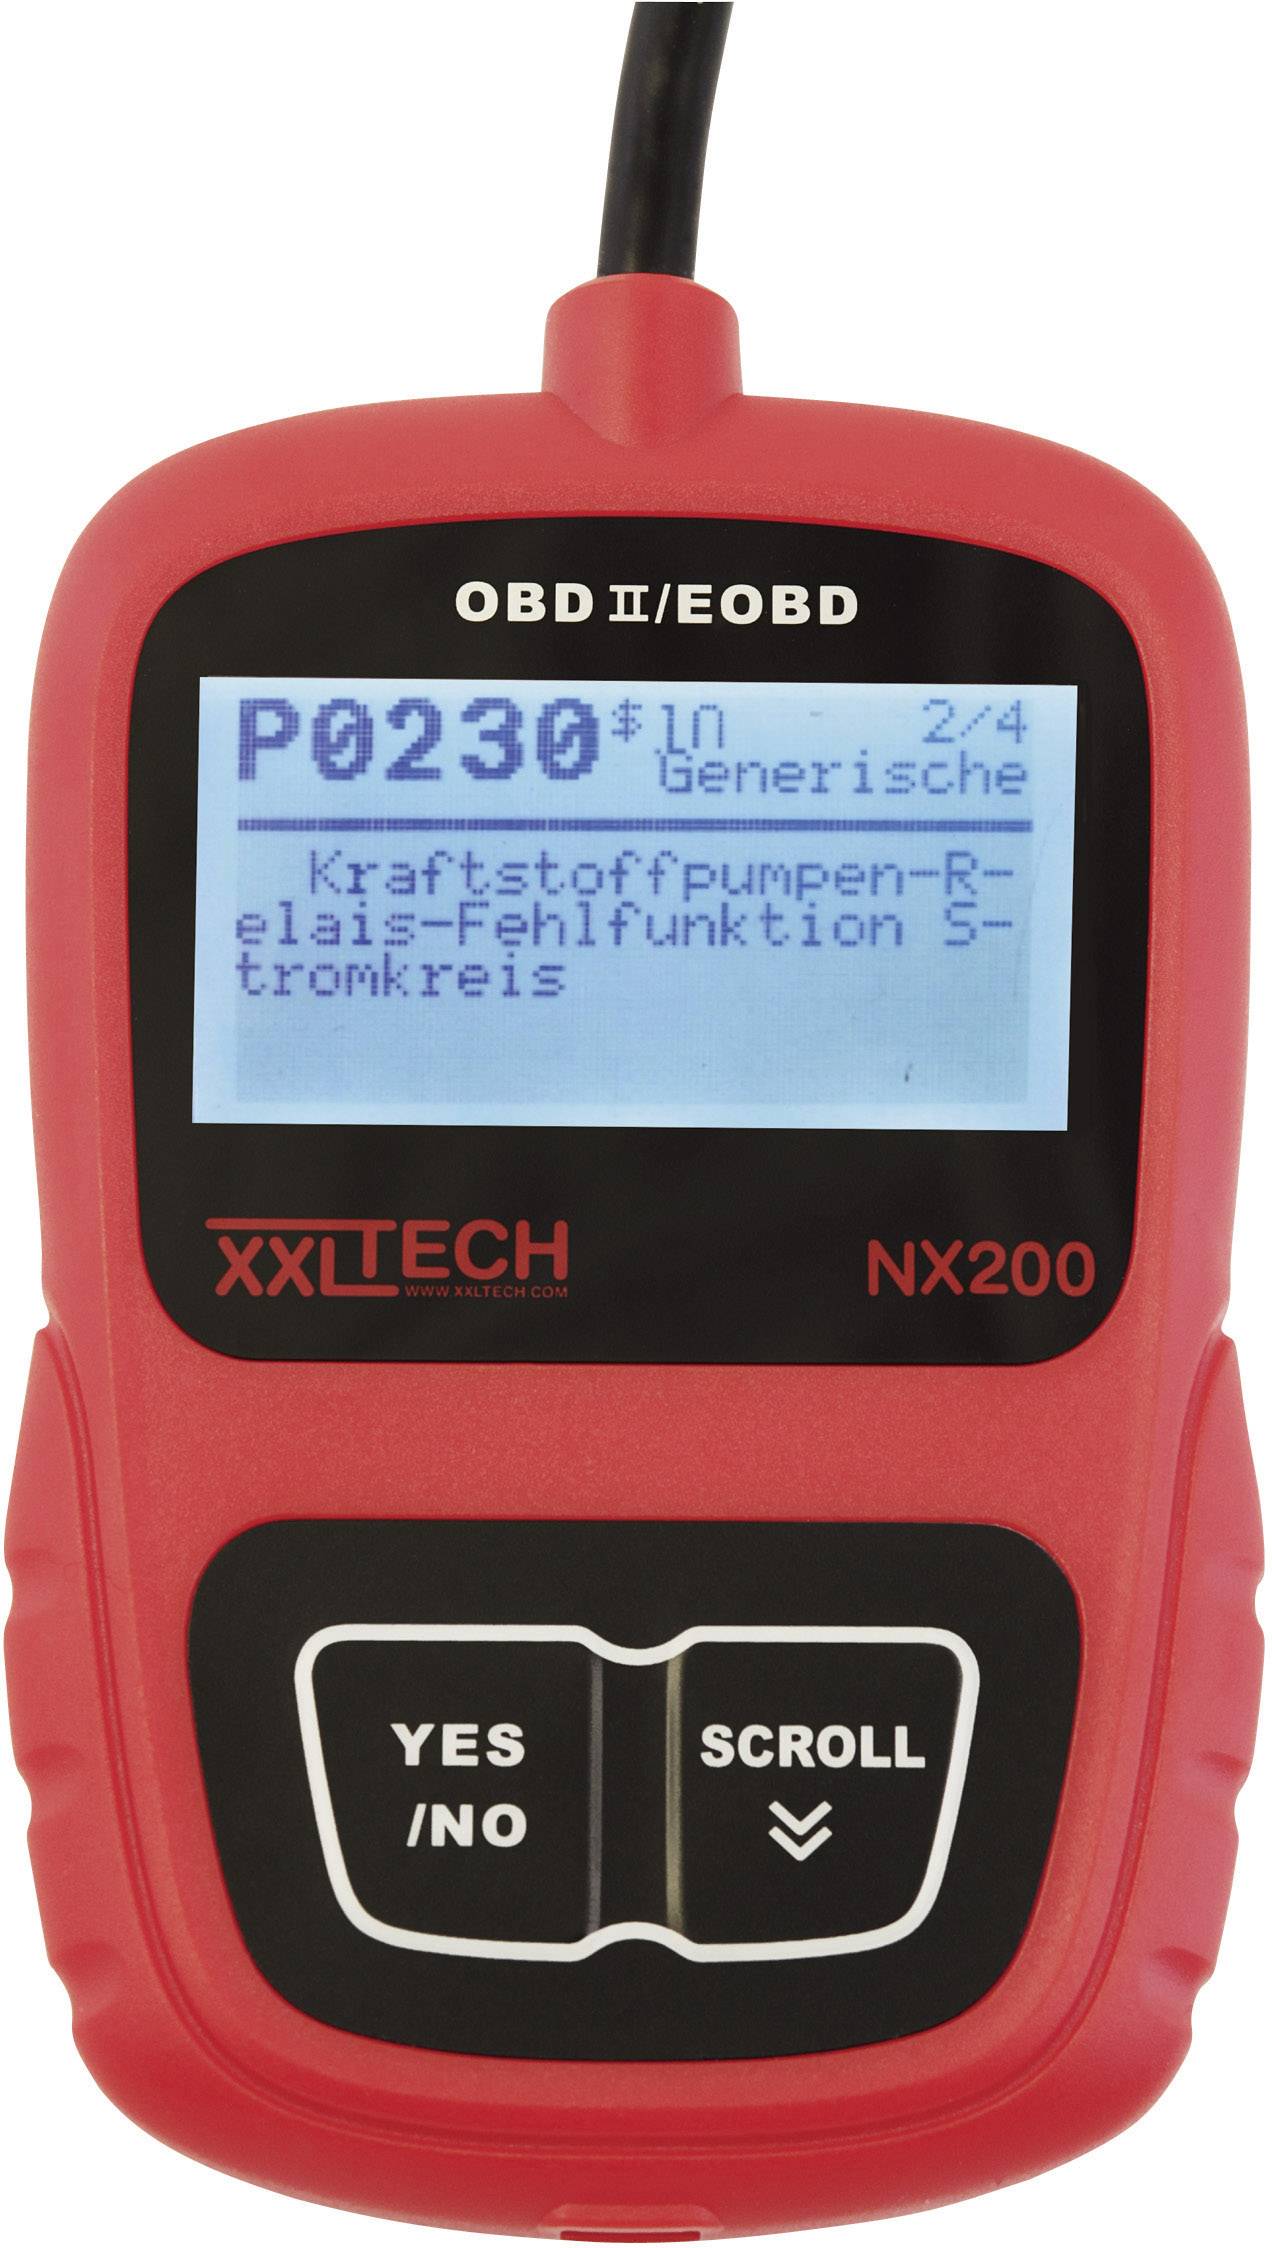 OBD II/EOBD
P0230 $ 2/4
Generische
Kraftstoffpumpen-R-
elais-Fehlfunktion S-
tromkreis
XXLTECH
WWW.XXLTECH.COM
NX200
YES
/NO
SCROLL